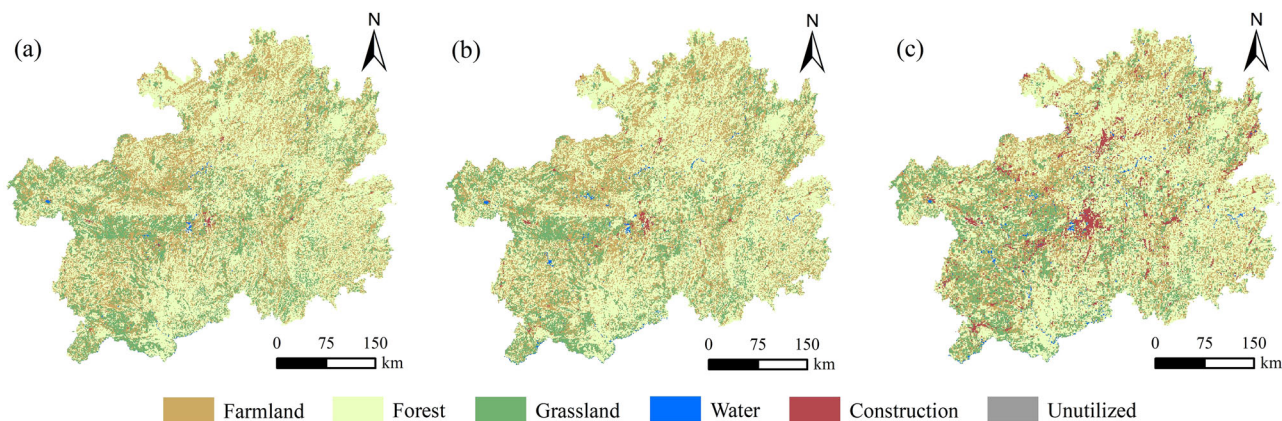 (a)
N
0 75 150
km
(b)
N
0 75 150
km
(c)
N
0 75 150
km
Farmland Forest Grassland Water Construction Unutilized